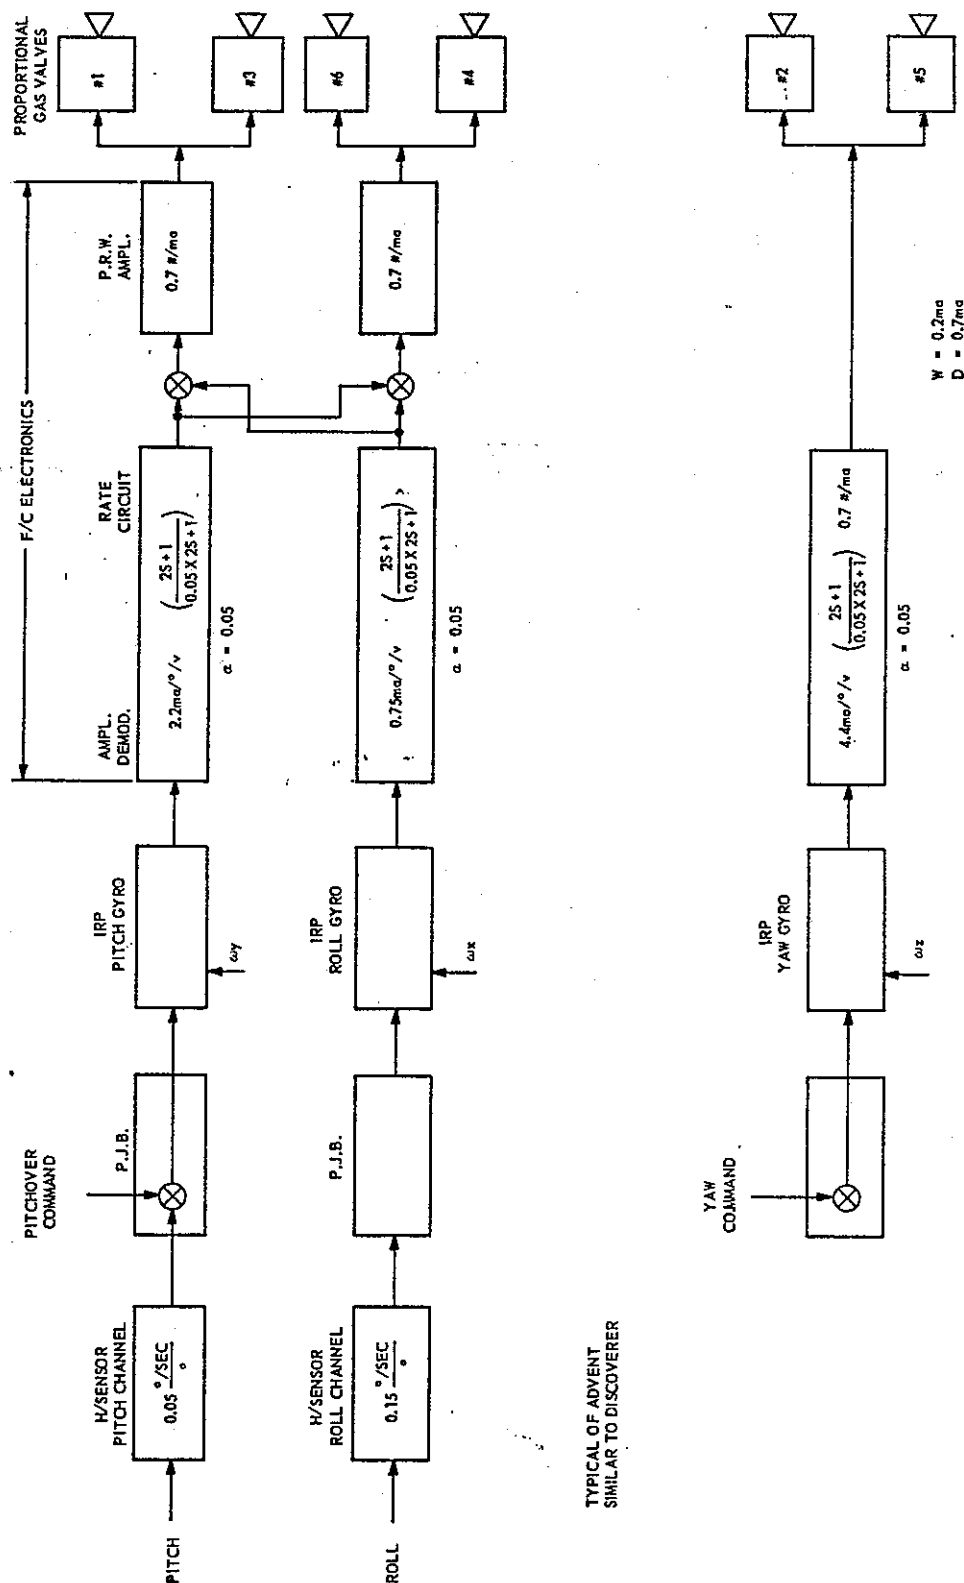 PROPORTIONAL
GAS VALVES
#1
#3
#6
#4
#2
#5
F/C ELECTRONICS
P.R.W.
AMPL.
0.7 #/ma
0.7 #/ma
RATE
CIRCUIT
AMPL.
DEMOD.
2.2ma/°/v (2S + 1 / 0.05 X 2S + 1)
α = 0.05
0.75ma/°/v (2S + 1 / 0.05 X 2S + 1)
α = 0.05
4.4ma/°/v (2S + 1 / 0.05 X 2S + 1) 0.7 #/ma
α = 0.05
W = 0.2ma
D = 0.7ma
IRP
PITCH GYRO
ωy
IRP
ROLL GYRO
ωx
IRP
YAW GYRO
ωz
PITCHOVER
COMMAND
P.J.B.
P.J.B.
YAW
COMMAND
H/SENSOR
PITCH CHANNEL
0.05 °/SEC / °
H/SENSOR
ROLL CHANNEL
0.15 °/SEC / °
PITCH
ROLL
TYPICAL OF ADVENT
SIMILAR TO DISCOVERER